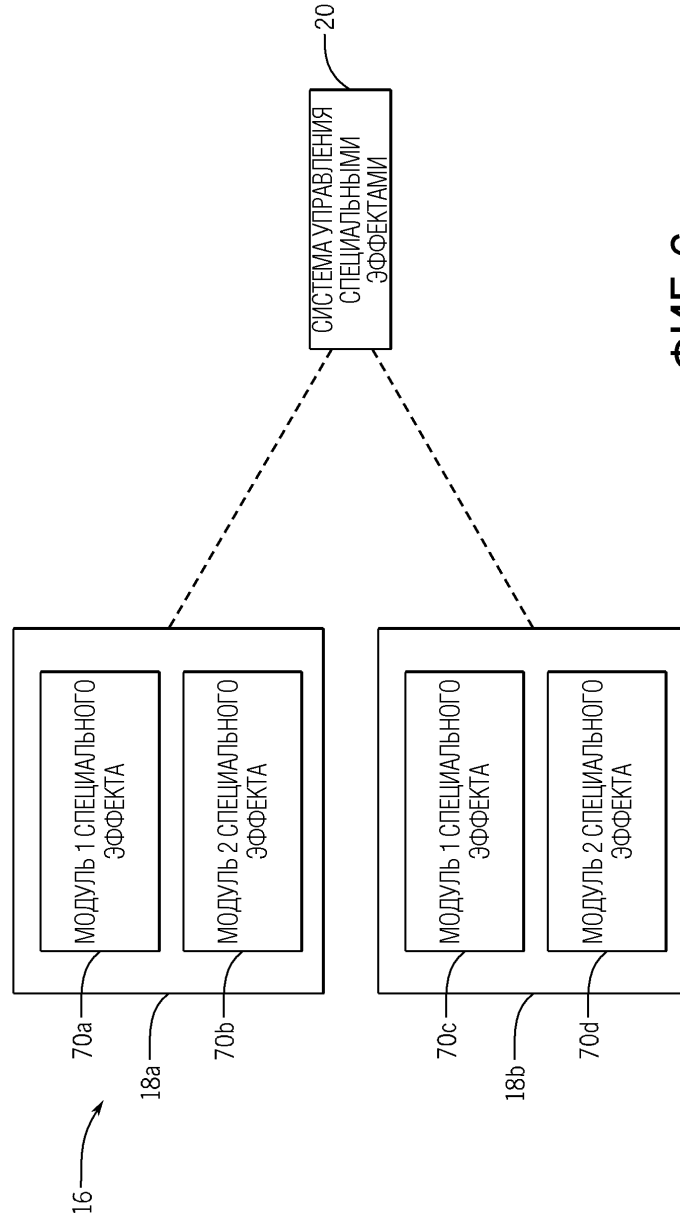 16
70a
МОДУЛЬ 1 СПЕЦИАЛЬНОГО
ЭФФЕКТА
18a
70b
МОДУЛЬ 2 СПЕЦИАЛЬНОГО
ЭФФЕКТА
20
СИСТЕМА УПРАВЛЕНИЯ
СПЕЦИАЛЬНЫМИ
ЭФФЕКТАМИ
70c
МОДУЛЬ 1 СПЕЦИАЛЬНОГО
ЭФФЕКТА
18b
70d
МОДУЛЬ 2 СПЕЦИАЛЬНОГО
ЭФФЕКТА
ФИГ